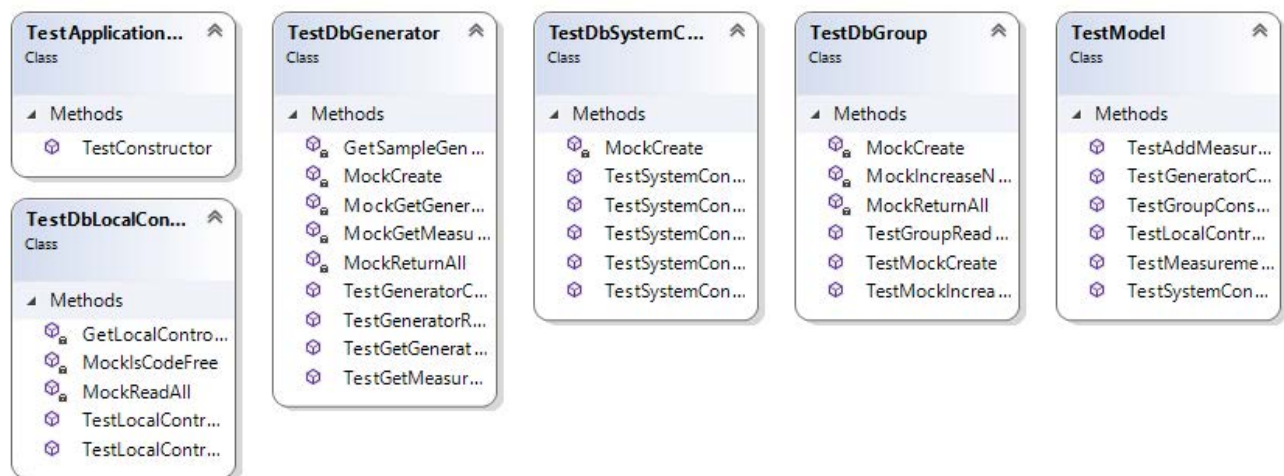 TestApplication...
Class
Methods
TestConstructor
TestDbLocalCon...
Class
Methods
GetLocalContro...
MockIsCodeFree
MockReadAll
TestLocalContr...
TestLocalContr...
TestDbGenerator
Class
Methods
GetSampleGen...
MockCreate
MockGetGener...
MockGetMeasu...
MockReturnAll
TestGeneratorC...
TestGeneratorR...
TestGetGenerat...
TestGetMeasur...
TestDbSystemC...
Class
Methods
MockCreate
TestSystemCon...
TestSystemCon...
TestSystemCon...
TestSystemCon...
TestSystemCon...
TestDbGroup
Class
Methods
MockCreate
MockIncreaseN...
MockReturnAll
TestGroupRead
TestMockCreate
TestMockIncrea...
TestModel
Class
Methods
TestAddMeasur...
TestGeneratorC...
TestGroupCons...
TestLocalContr...
TestMeasureme...
TestSystemCon...